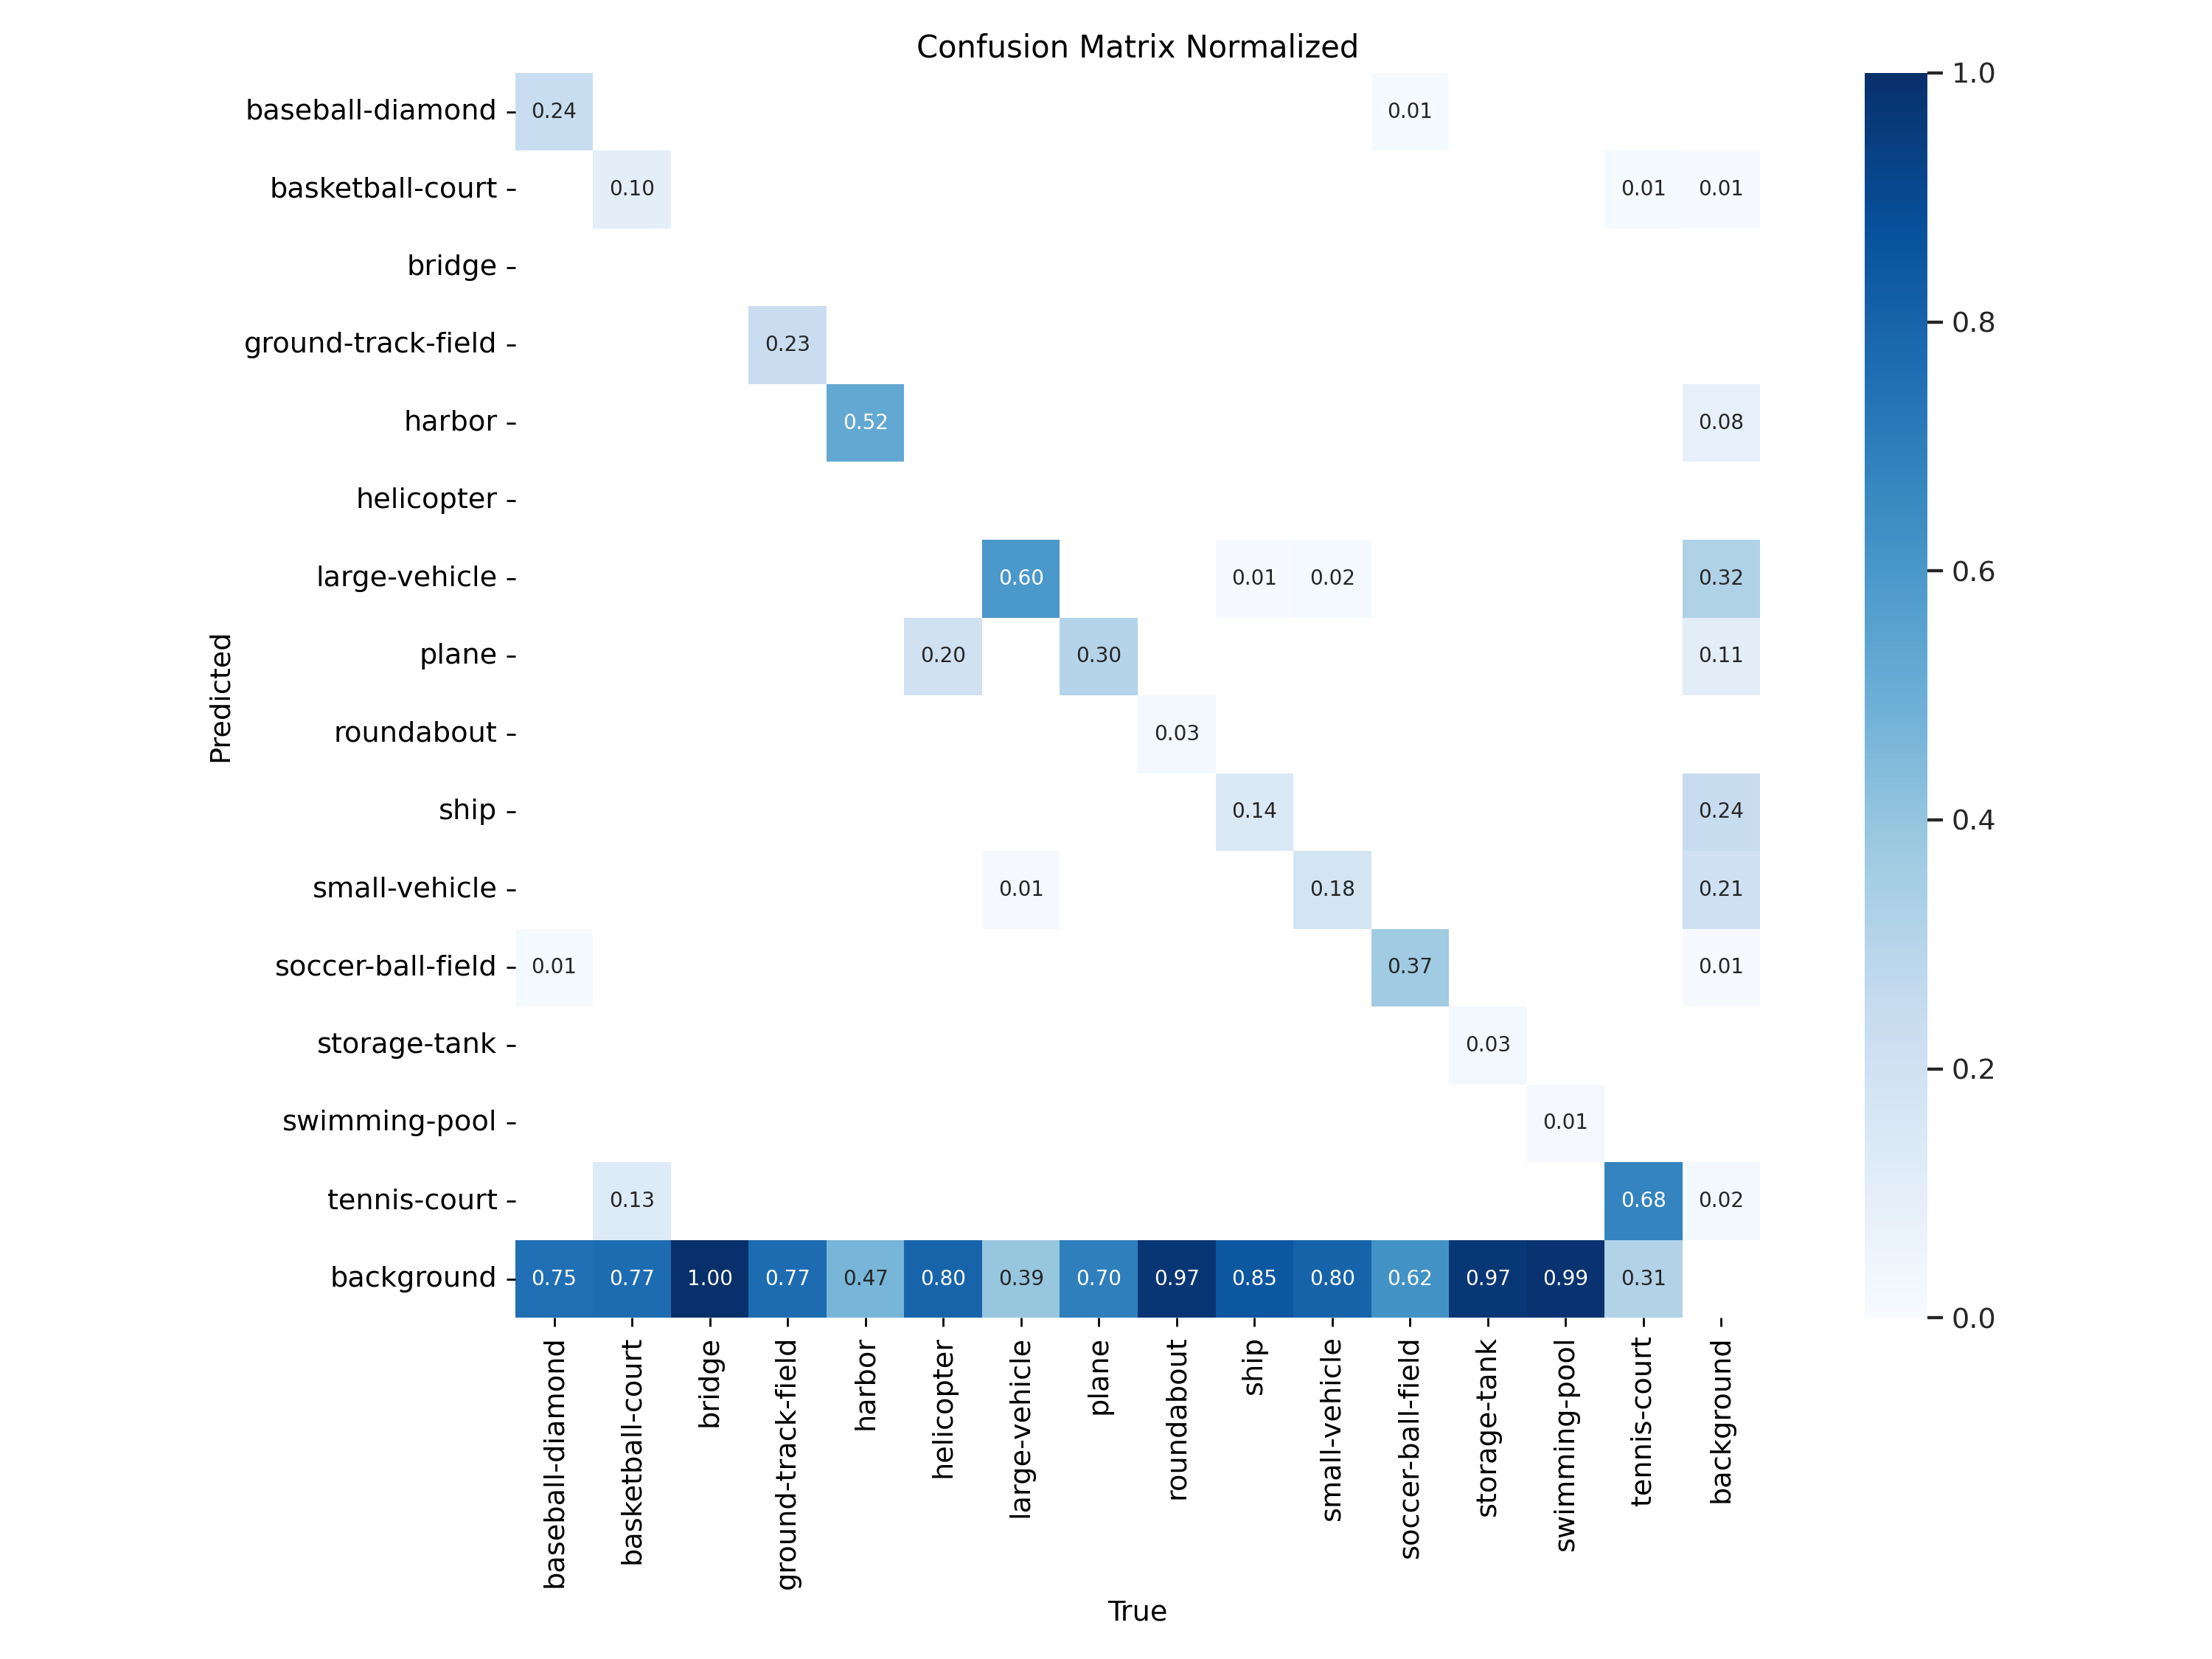 Confusion Matrix Normalized
baseball-diamond 0.24 0.01
basketball-court 0.10 0.01 0.01
bridge
ground-track-field 0.23
harbor 0.52 0.08
helicopter
large-vehicle 0.60 0.01 0.02 0.32
plane 0.20 0.30 0.11
roundabout 0.03
ship 0.14 0.24
small-vehicle 0.01 0.18 0.21
soccer-ball-field 0.01 0.37 0.01
storage-tank 0.03
swimming-pool 0.01
tennis-court 0.13 0.68 0.02
background 0.75 0.77 1.00 0.77 0.47 0.80 0.39 0.70 0.97 0.85 0.80 0.62 0.97 0.99 0.31
Predicted
baseball-diamond
basketball-court
bridge
ground-track-field
harbor
helicopter
large-vehicle
plane
roundabout
ship
small-vehicle
soccer-ball-field
storage-tank
swimming-pool
tennis-court
background
True
1.0
0.8
0.6
0.4
0.2
0.0